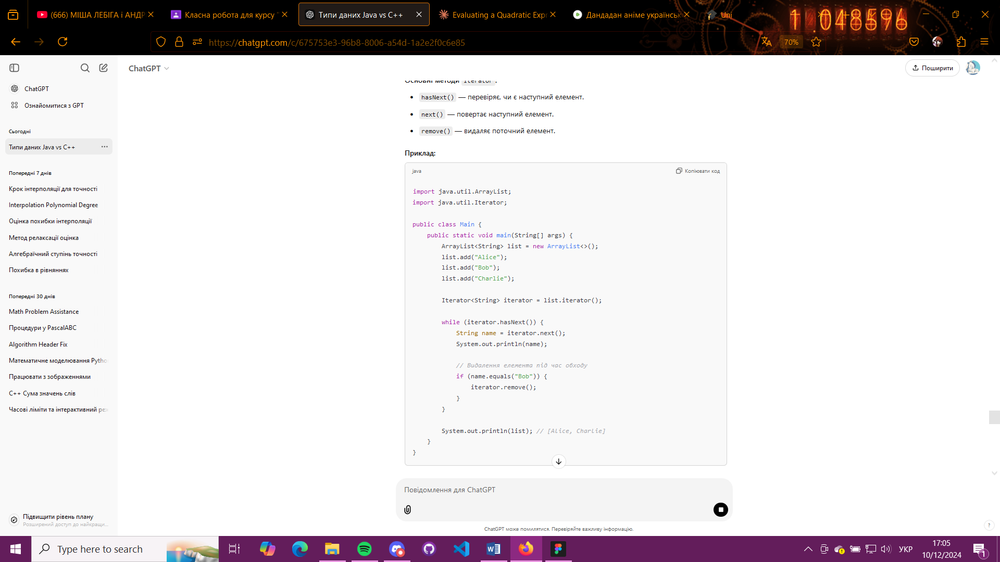 (666) МІША ЛЕБІГА і АНДР
Класна робота для курсу "
Типи даних Java vs C++
Evaluating a Quadratic Expr
Дандадан аніме українськ
Uni
https://chatgpt.com/c/675753e3-96b8-8006-a54d-1a2e2f0c6e85
70%
ChatGPT
Ознайомитися з GPT
Сьогодні
Типи даних Java vs C++
Попередні 7 днів
Крок інтерполяції для точності
Interpolation Polynomial Degree
Оцінка похибки інтерполяції
Метод релаксації оцінка
Алгебраїчний ступінь точності
Похибка в рівняннях
Попередні 30 днів
Math Problem Assistance
Процедури у PascalABC
Algorithm Header Fix
Математичне моделювання Pytho
Працювати з зображеннями
C++ Сума значень слів
Часові ліміти та інтерактивний реж
Підвищити рівень плану
Розширений доступ до найкращи...
ChatGPT
Поширити
Основні методи Iterator:
hasNext() — перевіряє, чи є наступний елемент.
next() — повертає наступний елемент.
remove() — видаляє поточний елемент.
Приклад:
java
Копіювати код
import java.util.ArrayList;
import java.util.Iterator;
public class Main {
public static void main(String[] args) {
ArrayList<String> list = new ArrayList<>();
list.add("Alice");
list.add("Bob");
list.add("Charlie");
Iterator<String> iterator = list.iterator();
while (iterator.hasNext()) {
String name = iterator.next();
System.out.println(name);
// Видалення елемента під час обходу
if (name.equals("Bob")) {
iterator.remove();
}
}
System.out.println(list); // [Alice, Charlie]
}
}
Повідомлення для ChatGPT
ChatGPT може помилятися. Перевіряйте важливу інформацію.
?
Type here to search
УКР
17:05
10/12/2024
1